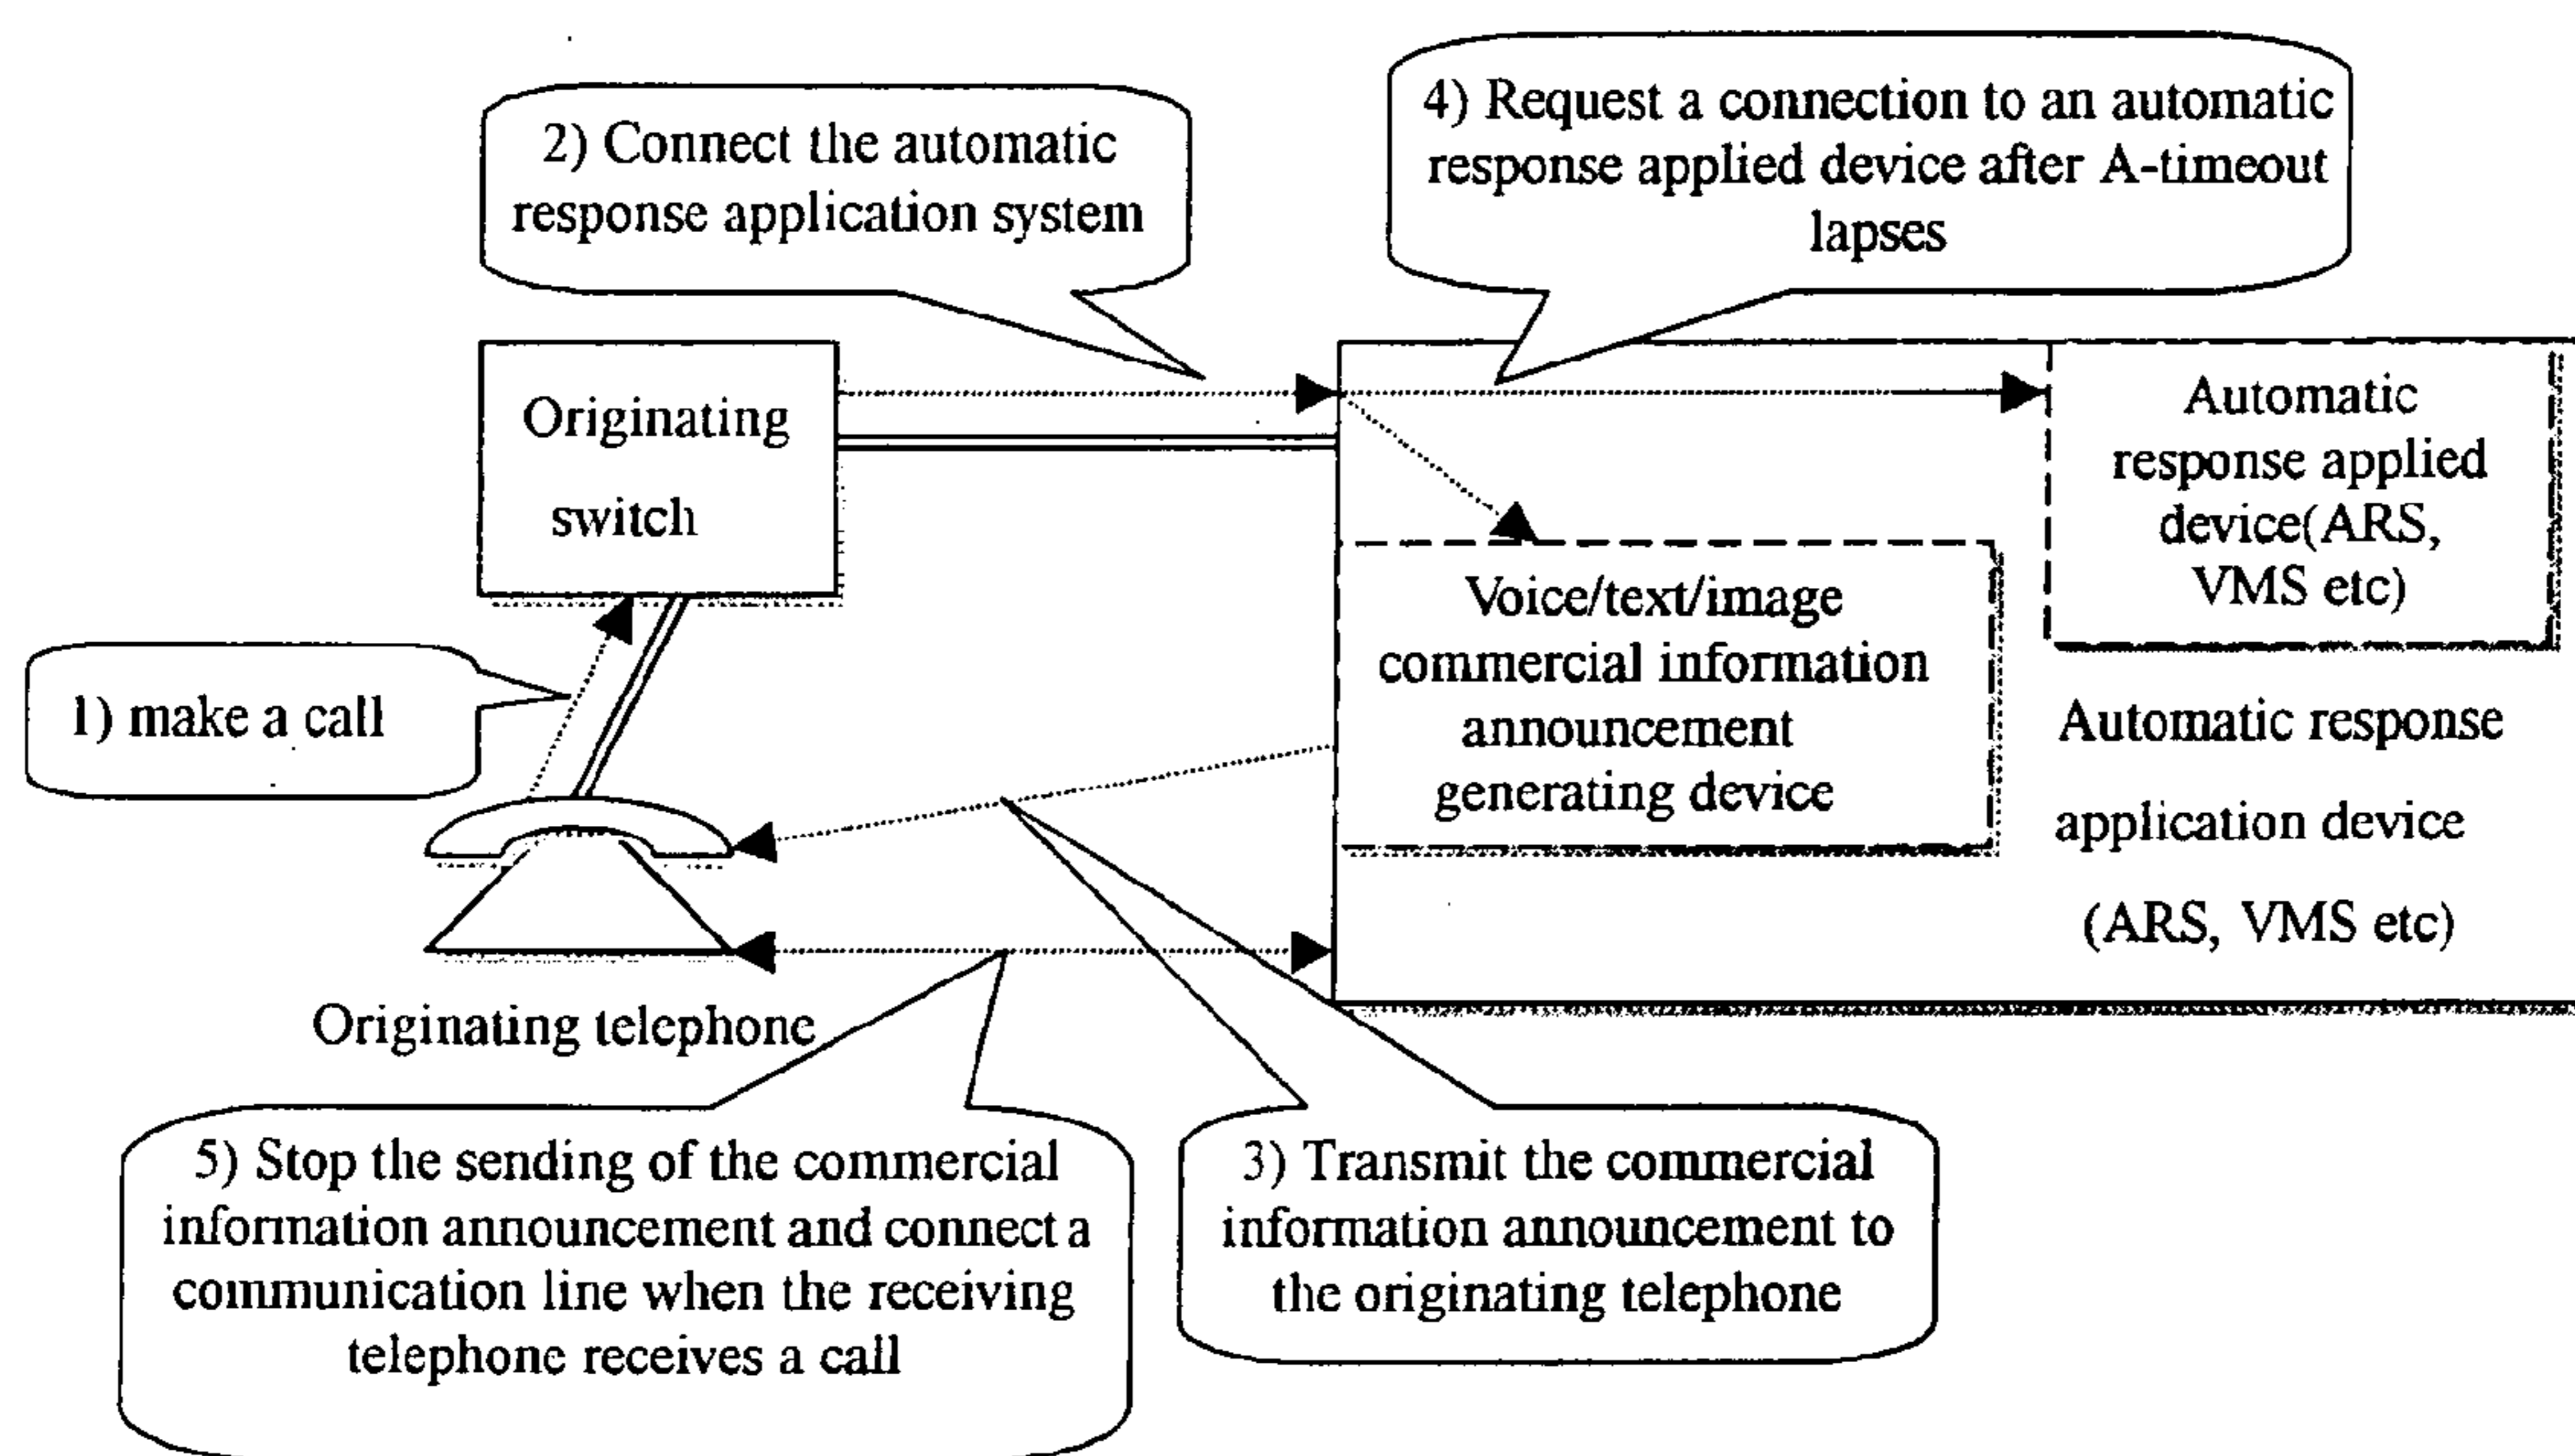 2) Connect the automatic
response application system
4) Request a connection to an automatic
response applied device after A-timeout
lapses
Originating
switch
Automatic
response applied
device(ARS,
VMS etc)
Voice/text/image
commercial information
announcement
generating device
1) make a call
Automatic response
application device
(ARS, VMS etc)
Originating telephone
5) Stop the sending of the commercial
information announcement and connect a
communication line when the receiving
telephone receives a call
3) Transmit the commercial
information announcement to
the originating telephone